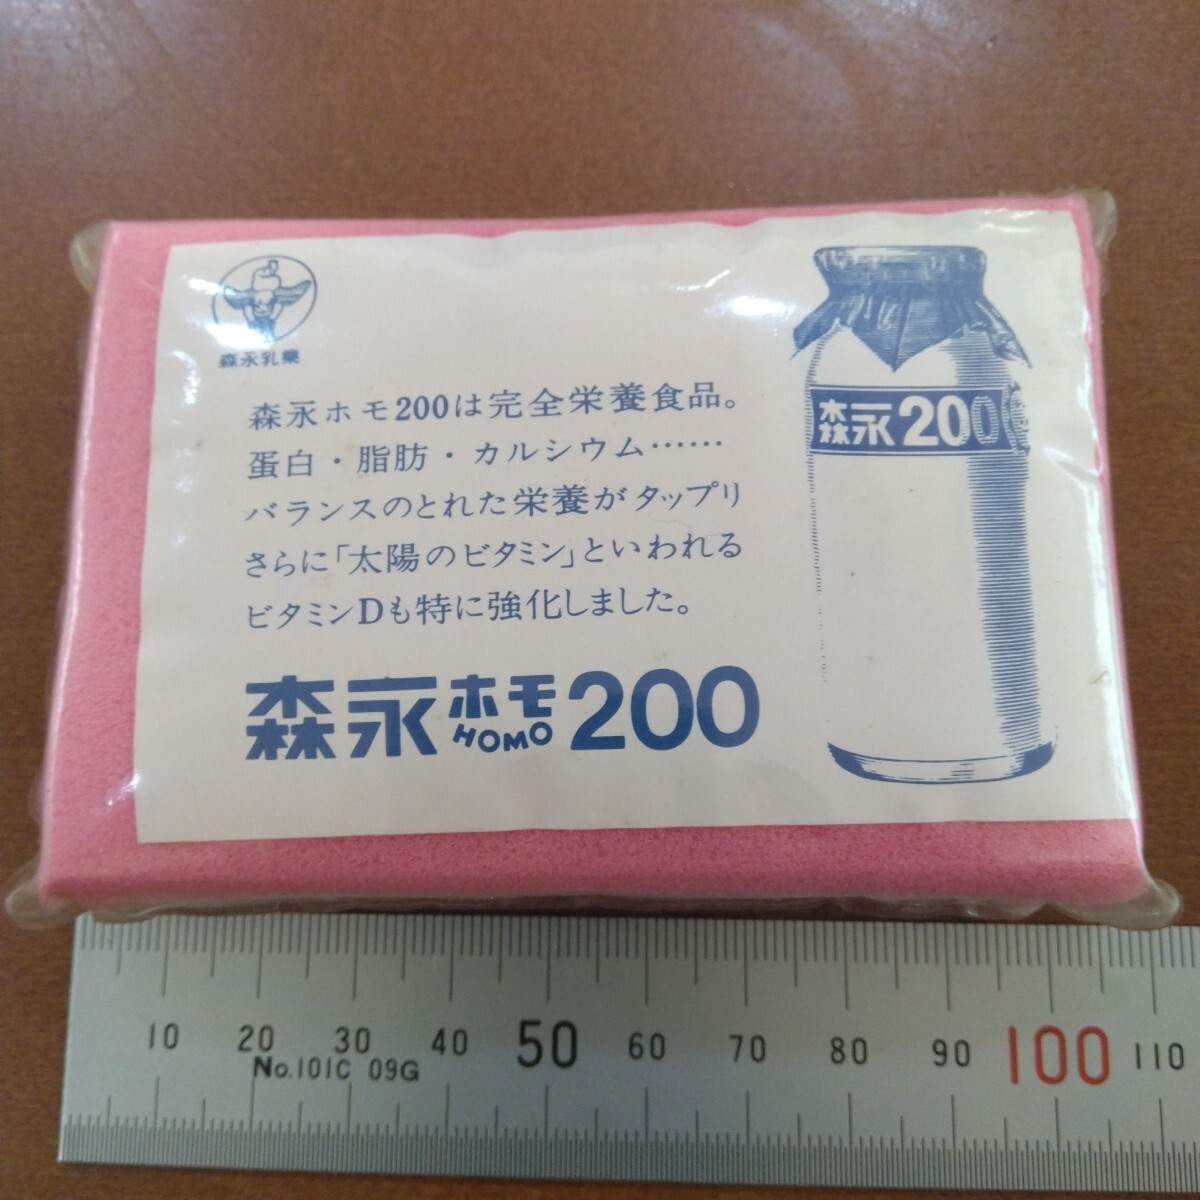 森永乳業
森永ホモ200は完全栄養食品。
蛋白・脂肪・カルシウム……
バランスのとれた栄養がタップリ
さらに「太陽のビタミン」といわれる
ビタミンDも特に強化しました。
森永ホモ200
HOMO
森永200
10 20 30 40 50 60 70 80 90 100 110
No.101C 09G